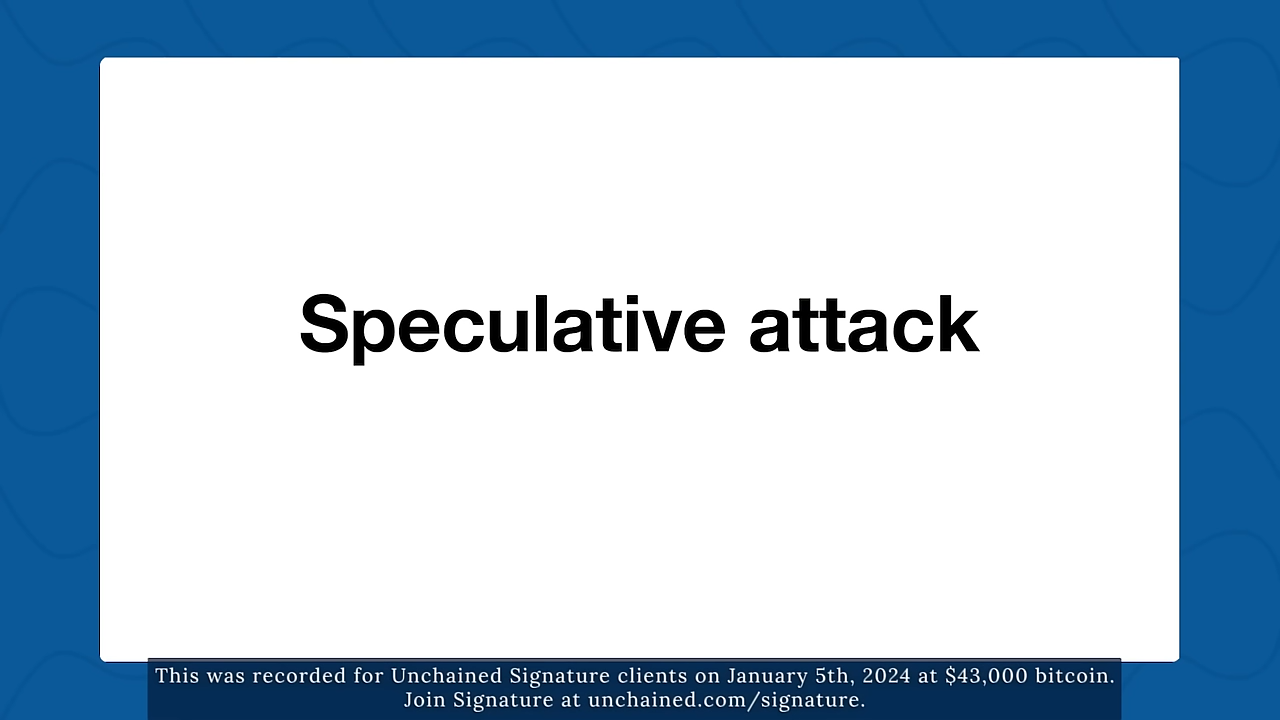 Speculative attack
This was recorded for Unchained Signature clients on January 5th, 2024 at $43,000 bitcoin.
Join Signature at unchained.com/signature.